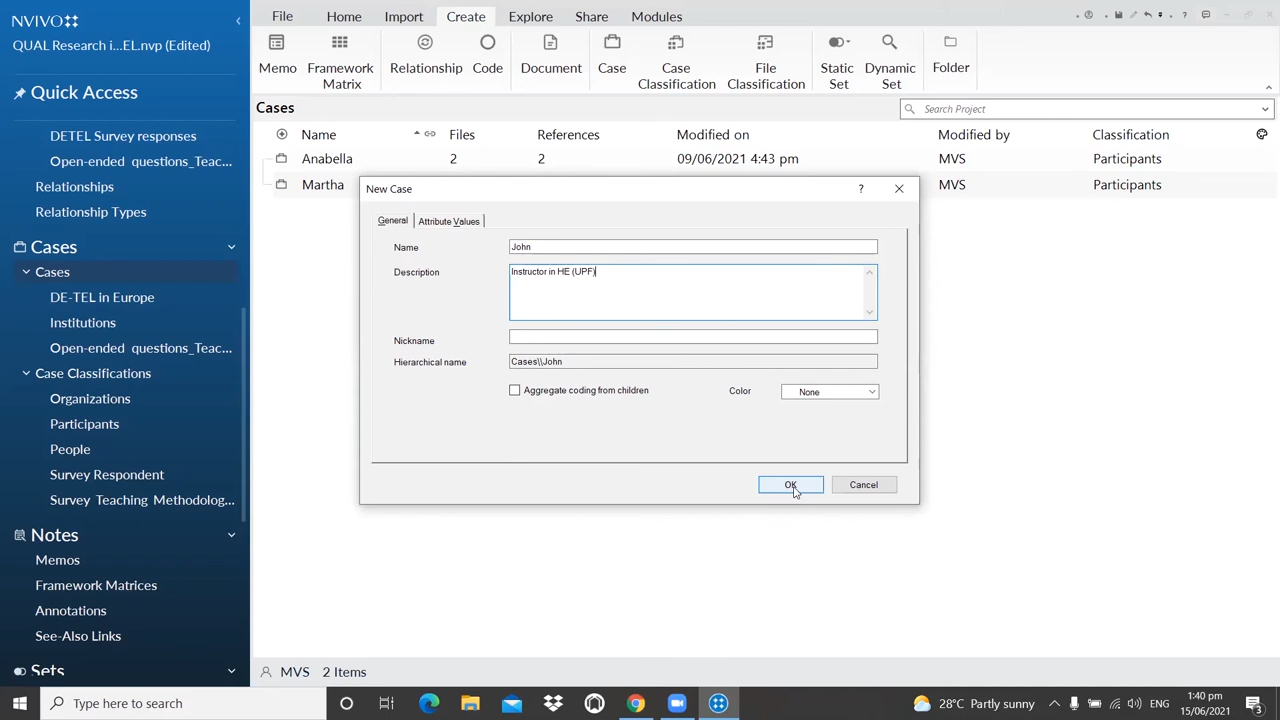 NVIVO
QUAL Research i...EL.nvp (Edited)
Quick Access
DETEL Survey responses
Open-ended questions_Teac...
Relationships
Relationship Types
Cases
Cases
DE-TEL in Europe
Institutions
Open-ended questions_Teac...
Case Classifications
Organizations
Participants
People
Survey Respondent
Survey Teaching Methodolog...
Notes
Memos
Framework Matrices
Annotations
See-Also Links
Sets
File Home Import Create Explore Share Modules
Memo Framework Matrix Relationship Code Document Case Case Classification File Classification Static Set Dynamic Set Folder
Cases
Search Project
Name Files References Modified on Modified by Classification
Anabella 2 2 09/06/2021 4:43 pm MVS Participants
Martha MVS Participants
New Case ?
General Attribute Values
Name John
Description Instructor in HE (UPF)
Nickname
Hierarchical name Cases\\John
Aggregate coding from children Color None
OK Cancel
MVS 2 Items
Type here to search
28°C Partly sunny
ENG
1:40 pm
15/06/2021
3